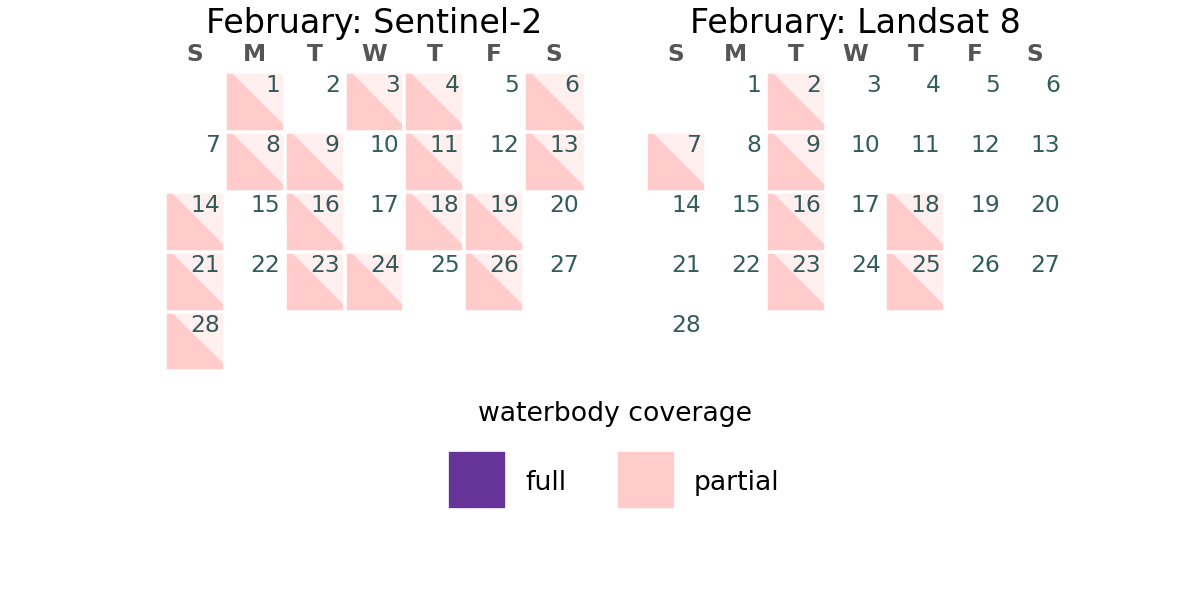 February: Sentinel-2
S M T W T F S
1 2 3 4 5 6
7 8 9 10 11 12 13
14 15 16 17 18 19 20
21 22 23 24 25 26 27
28
February: Landsat 8
S M T W T F S
1 2 3 4 5 6
7 8 9 10 11 12 13
14 15 16 17 18 19 20
21 22 23 24 25 26 27
28
waterbody coverage
full
partial